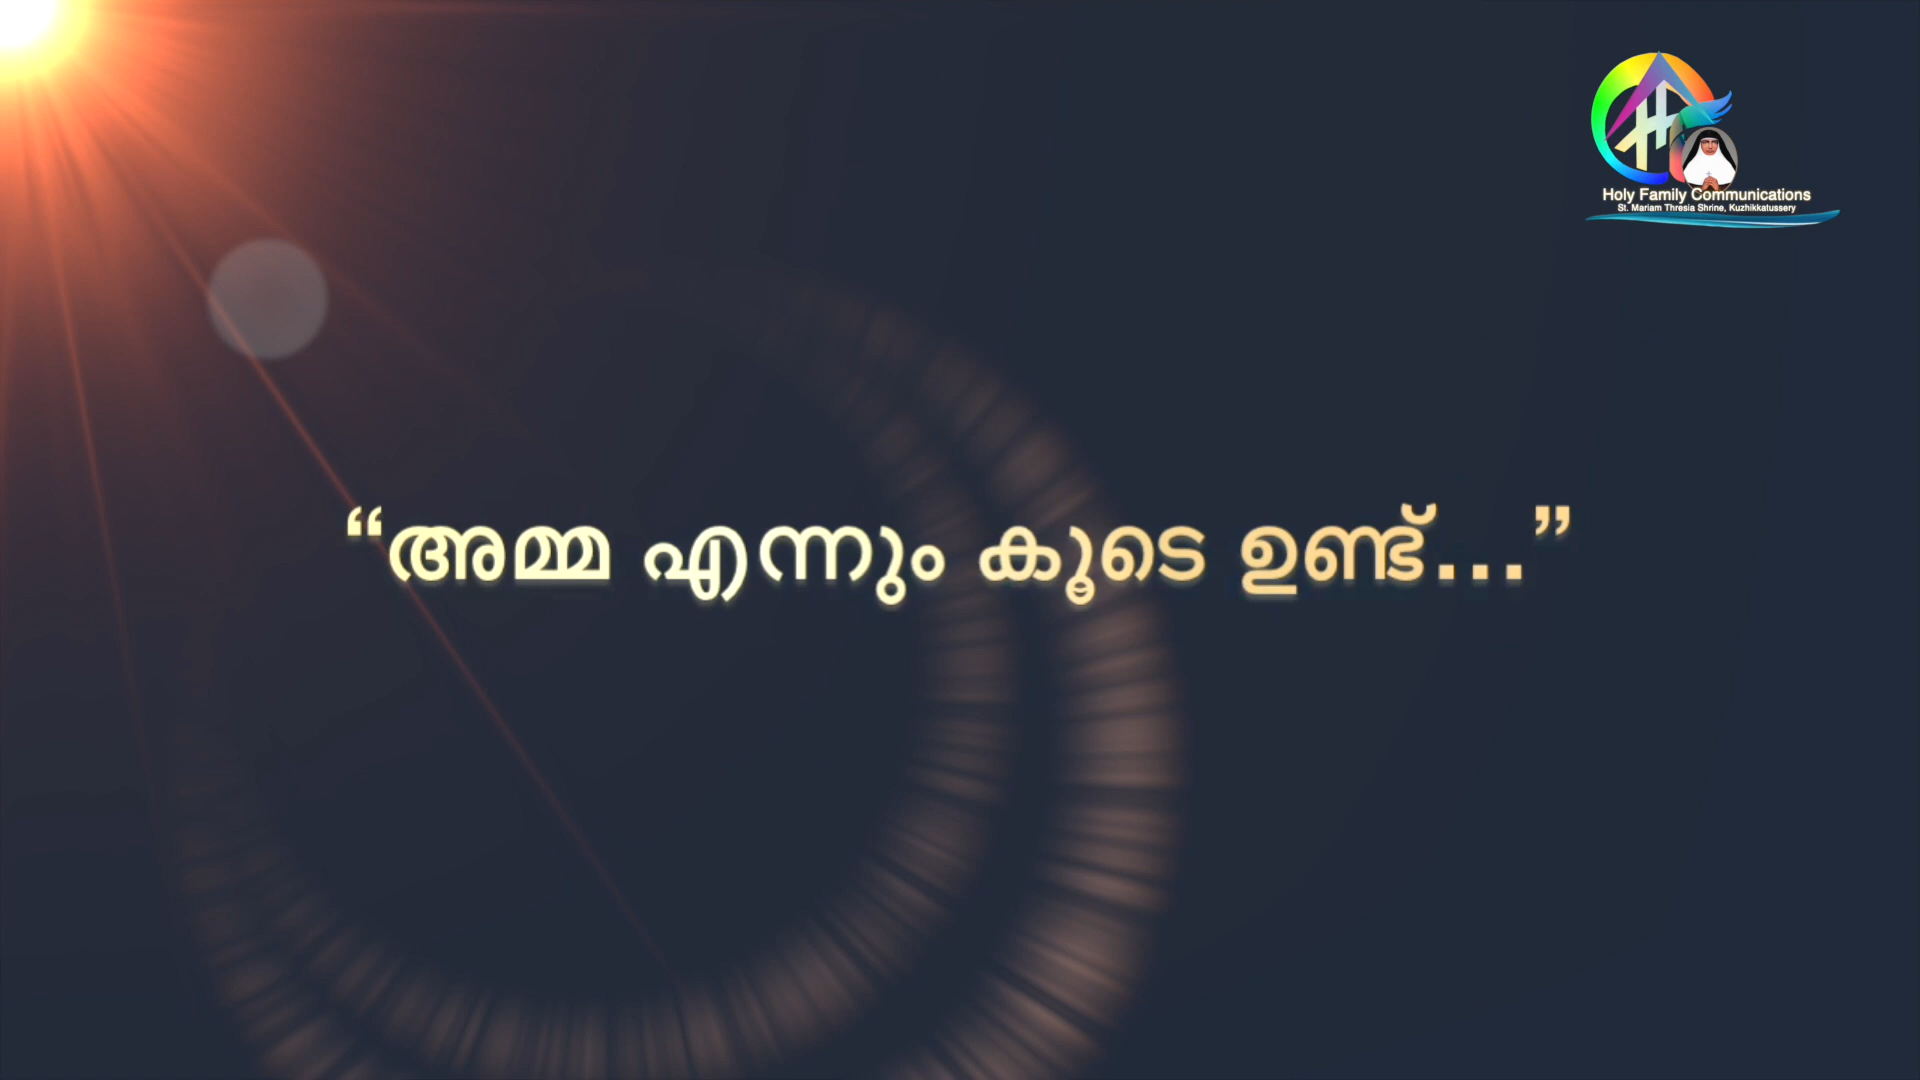 Holy Family Communications
St. Mariam Thresia Shrine, Kuzhikkatussery
“അമ്മ എന്നും കൂടെ ഉണ്ട്...”